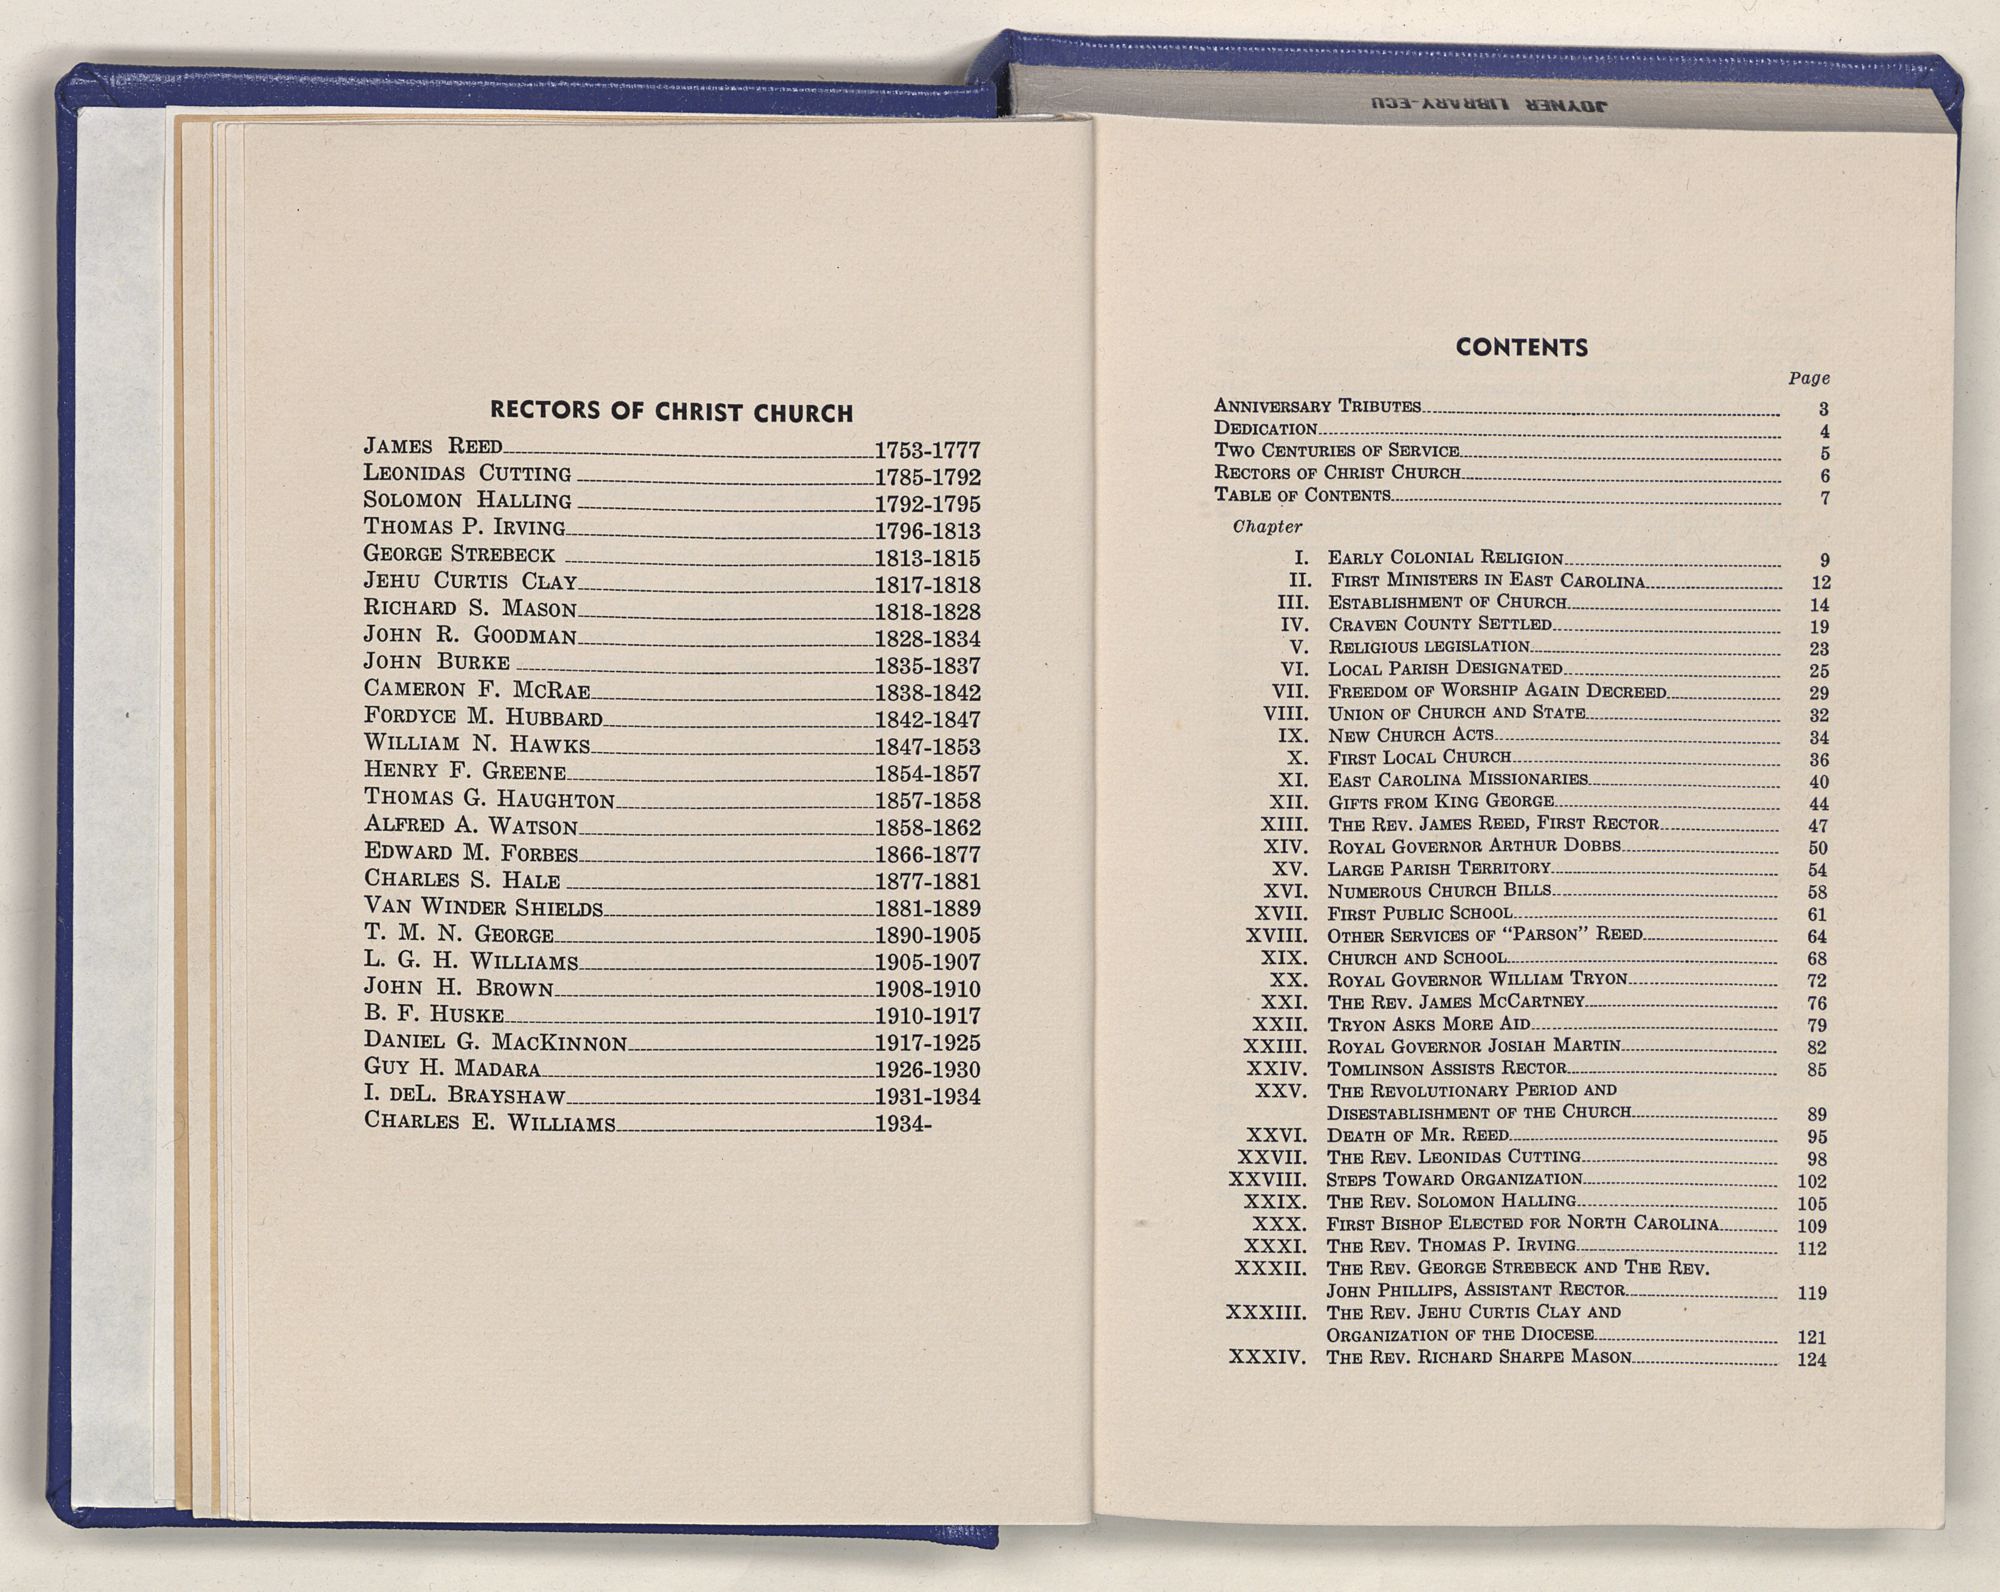 JOYNER LIBRARY-ECU
RECTORS OF CHRIST CHURCH
JAMES REED 1753-1777
LEONIDAS CUTTING 1785-1792
SOLOMON HALLING 1792-1795
THOMAS P. IRVING 1796-1813
GEORGE STREBECK 1813-1815
JEHU CURTIS CLAY 1817-1818
RICHARD S. MASON 1818-1828
JOHN R. GOODMAN 1828-1834
JOHN BURKE 1835-1837
CAMERON F. MCRAE 1838-1842
FORDYCE M. HUBBARD 1842-1847
WILLIAM N. HAWKS 1847-1853
HENRY F. GREENE 1854-1857
THOMAS G. HAUGHTON 1857-1858
ALFRED A. WATSON 1858-1862
EDWARD M. FORBES 1866-1877
CHARLES S. HALE 1877-1881
VAN WINDER SHIELDS 1881-1889
T. M. N. GEORGE 1890-1905
L. G. H. WILLIAMS 1905-1907
JOHN H. BROWN 1908-1910
B. F. HUSKE 1910-1917
DANIEL G. MACKINNON 1917-1925
GUY H. MADARA 1926-1930
I. DEL. BRAYSHAW 1931-1934
CHARLES E. WILLIAMS 1934-
CONTENTS
Page
ANNIVERSARY TRIBUTES 3
DEDICATION 4
TWO CENTURIES OF SERVICE 5
RECTORS OF CHRIST CHURCH 6
TABLE OF CONTENTS 7
Chapter
I. EARLY COLONIAL RELIGION 9
II. FIRST MINISTERS IN EAST CAROLINA 12
III. ESTABLISHMENT OF CHURCH 14
IV. CRAVEN COUNTY SETTLED 19
V. RELIGIOUS LEGISLATION 23
VI. LOCAL PARISH DESIGNATED 25
VII. FREEDOM OF WORSHIP AGAIN DECREED 29
VIII. UNION OF CHURCH AND STATE 32
IX. NEW CHURCH ACTS 34
X. FIRST LOCAL CHURCH 36
XI. EAST CAROLINA MISSIONARIES 40
XII. GIFTS FROM KING GEORGE 44
XIII. THE REV. JAMES REED, FIRST RECTOR 47
XIV. ROYAL GOVERNOR ARTHUR DOBBS 50
XV. LARGE PARISH TERRITORY 54
XVI. NUMEROUS CHURCH BILLS 58
XVII. FIRST PUBLIC SCHOOL 61
XVIII. OTHER SERVICES OF "PARSON" REED 64
XIX. CHURCH AND SCHOOL 68
XX. ROYAL GOVERNOR WILLIAM TRYON 72
XXI. THE REV. JAMES MCCARTNEY 76
XXII. TRYON ASKS MORE AID 79
XXIII. ROYAL GOVERNOR JOSIAH MARTIN 82
XXIV. TOMLINSON ASSISTS RECTOR 85
XXV. THE REVOLUTIONARY PERIOD AND
DISESTABLISHMENT OF THE CHURCH 89
XXVI. DEATH OF MR. REED 95
XXVII. THE REV. LEONIDAS CUTTING 98
XXVIII. STEPS TOWARD ORGANIZATION 102
XXIX. THE REV. SOLOMON HALLING 105
XXX. FIRST BISHOP ELECTED FOR NORTH CAROLINA 109
XXXI. THE REV. THOMAS P. IRVING 112
XXXII. THE REV. GEORGE STREBECK AND THE REV.
JOHN PHILLIPS, ASSISTANT RECTOR 119
XXXIII. THE REV. JEHU CURTIS CLAY AND
ORGANIZATION OF THE DIOCESE 121
XXXIV. THE REV. RICHARD SHARPE MASON 124